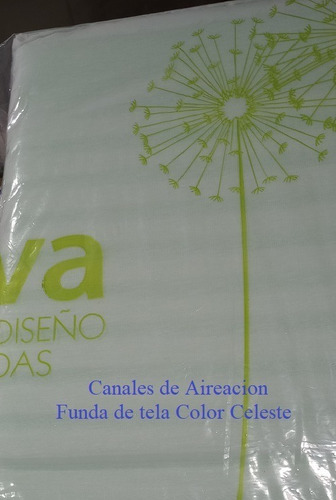 va
DISEÑO
DAS
Canales de Aireacion
Funda de tela Color Celeste